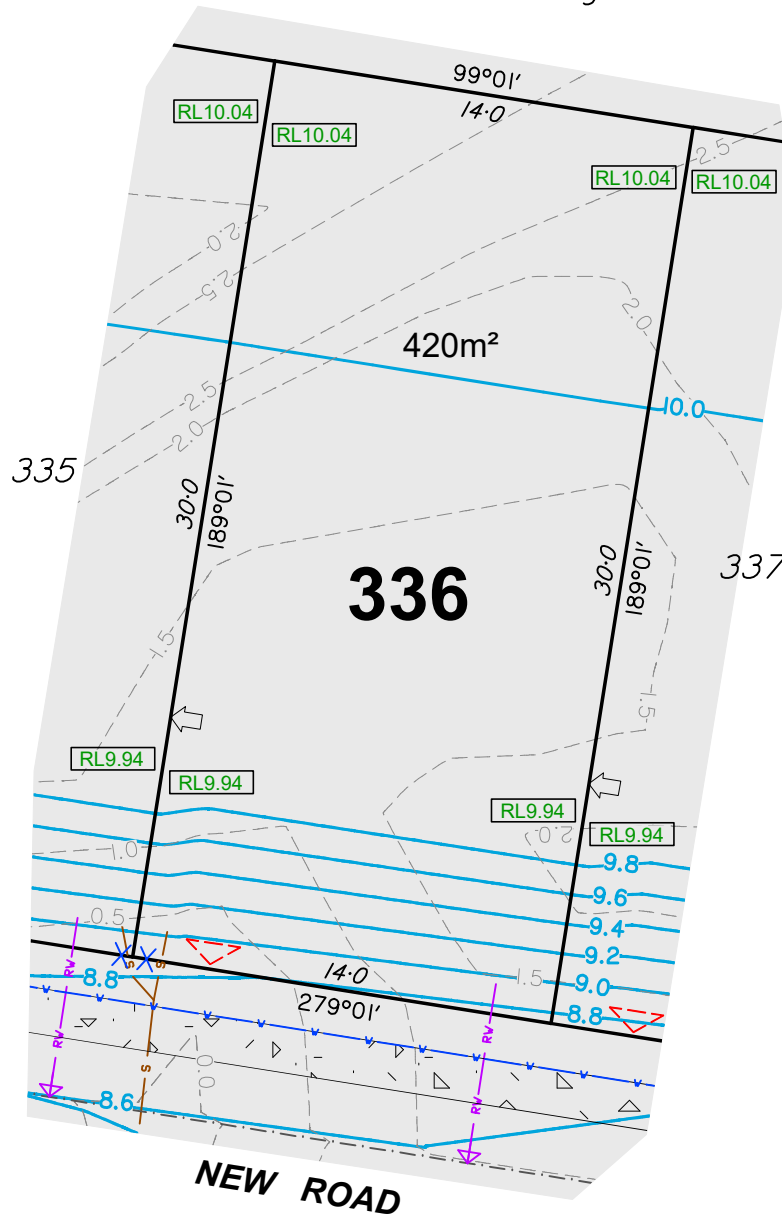 99°01'
14·0
RL10.04
RL10.04
RL10.04
RL10.04
2.5
2.0
2.5
2.0
420m²
10.0
2.5
2.0
335
30·0
189°01'
30·0
189°01'
337
336
1.5
1.5
RL9.94
RL9.94
RL9.94
RL9.94
2.0
1.0
9.8
9.6
9.4
0.5
9.2
1.5
9.0
8.8
14·0
279°01'
8.8
S
S
S
RW
RW
RW
RW
V
V
V
V
V
V
V
V
V
V
V
V
0.0
8.6
NEW ROAD